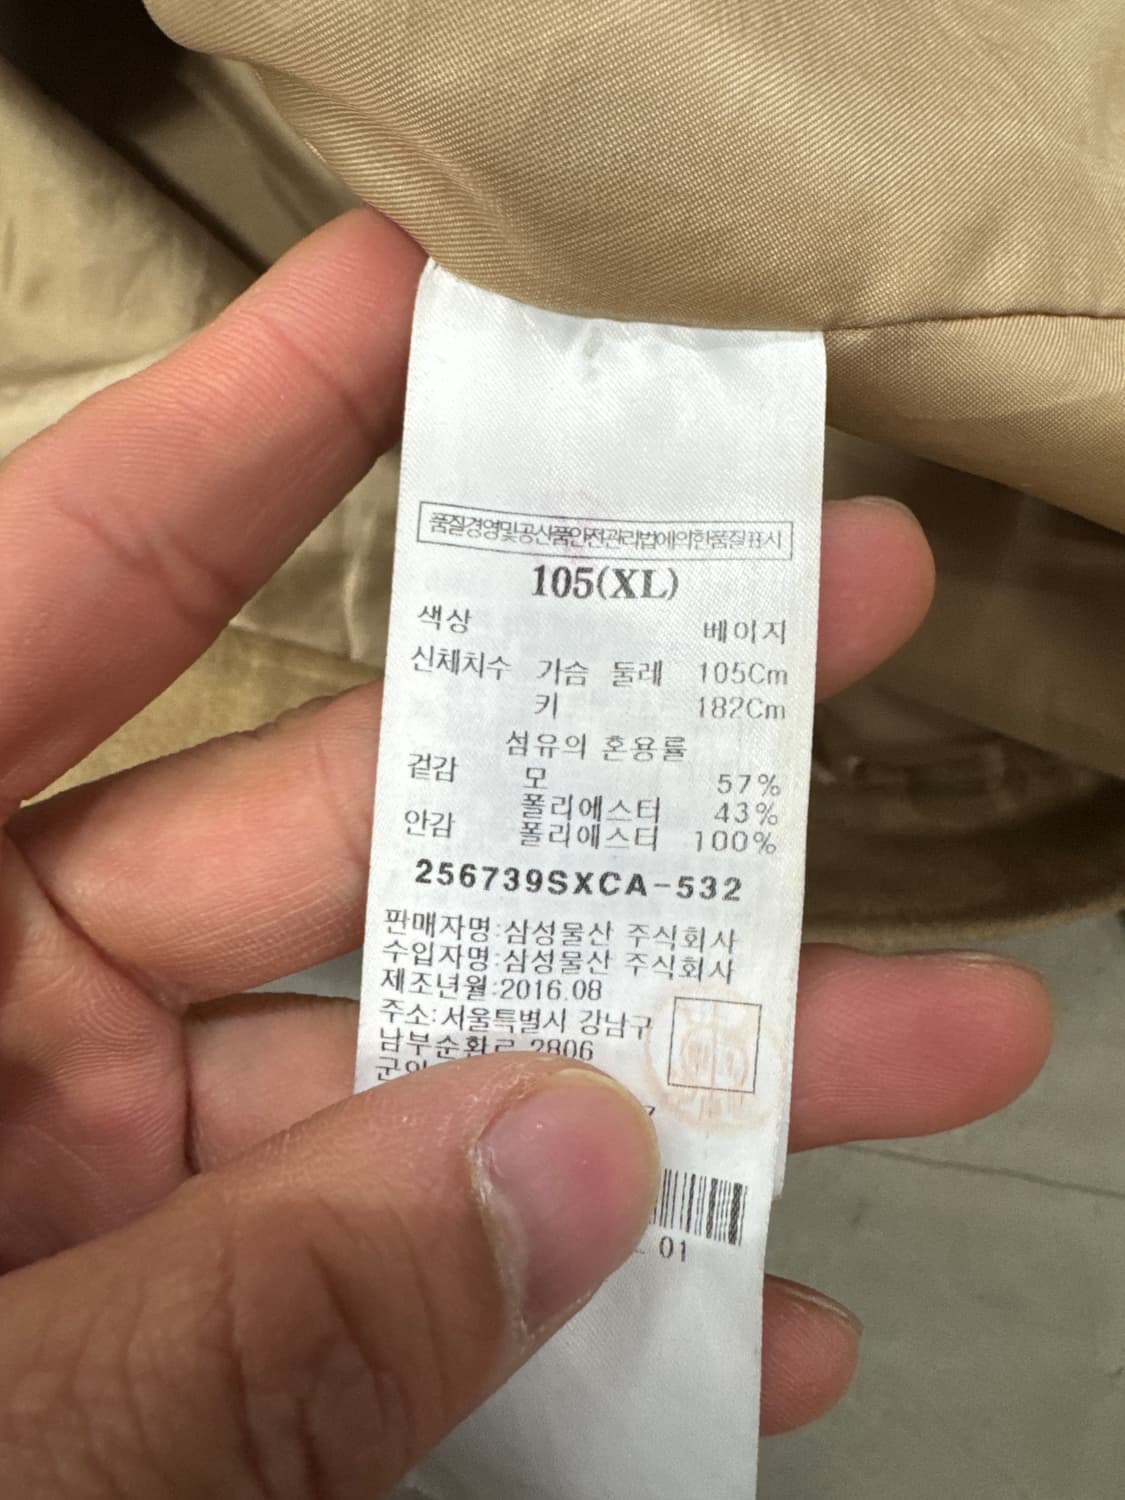 품질경영및공산품안전관리법에의한품질표시
105(XL)
색상 베이지
신체치수 가슴 둘레 105Cm
키 182Cm
섬유의 혼용률
겉감 모 57%
폴리에스터 43%
안감 폴리에스터 100%
256739SXCA-532
판매자명:삼성물산 주식회사
수입자명:삼성물산 주식회사
제조년월:2016.08
주소:서울특별시 강남구
남부순환로 2806
01